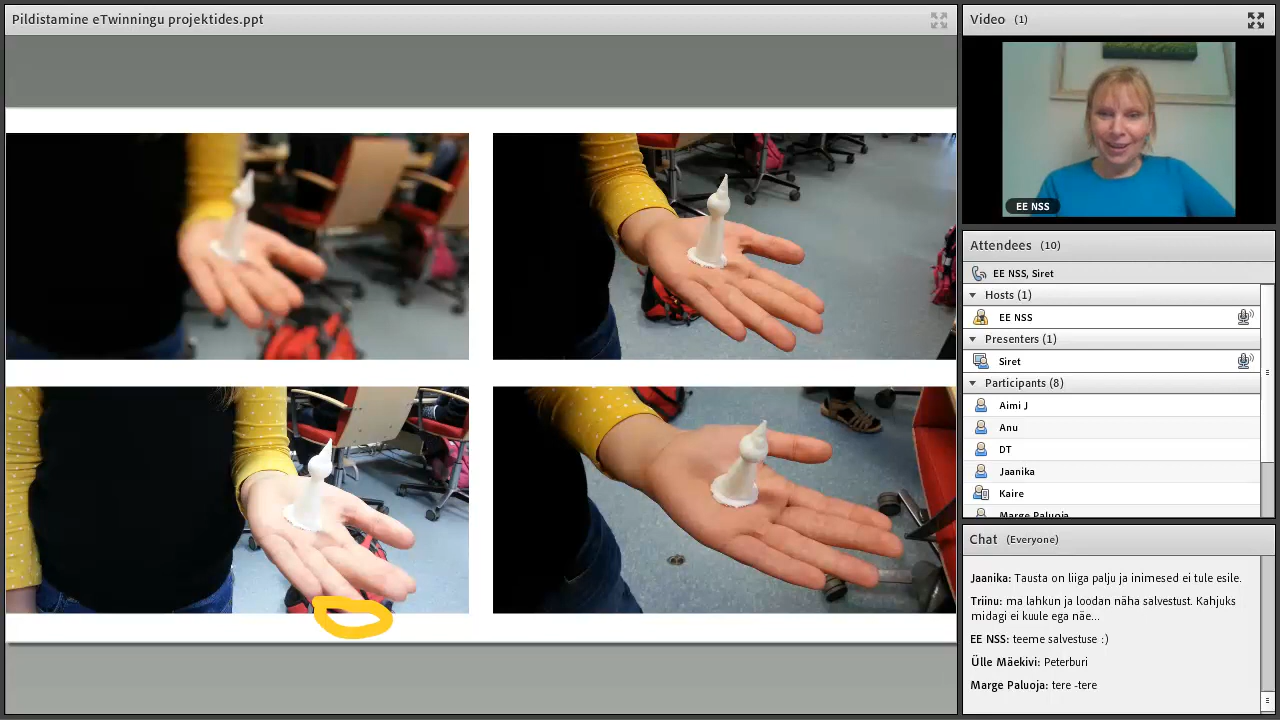 Pildistamine eTwinningu projektides.ppt
Video (1)
EE NSS
Attendees (10)
EE NSS, Siret
Hosts (1)
EE NSS
Presenters (1)
Siret
Participants (8)
Aimi J
Anu
DT
Jaanika
Kaire
Marge Paluoja
Chat (Everyone)
Jaanika: Tausta on liiga palju ja inimesed ei tule esile.
Triinu: ma lahkun ja loodan näha salvestust. Kahjuks
midagi ei kuule ega näe...
EE NSS: teeme salvestuse :)
Ülle Mäekivi: Peterburi
Marge Paluoja: tere -tere